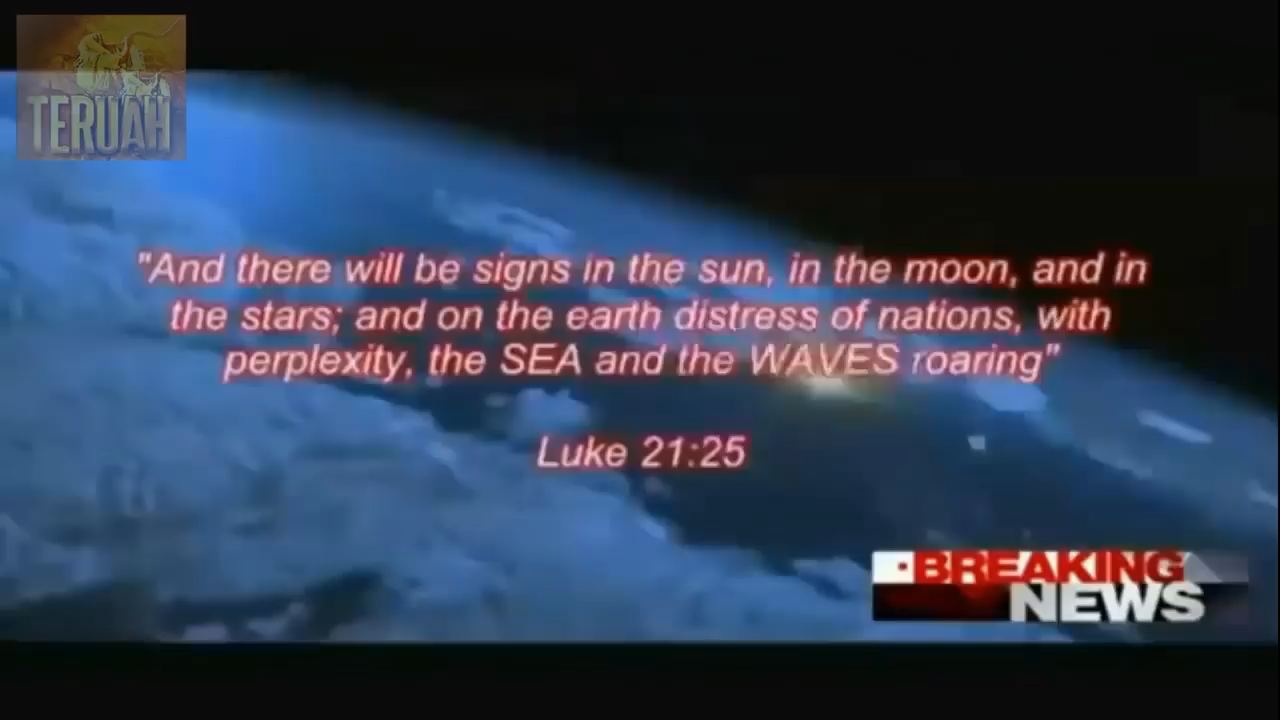 TERUAH
"And there will be signs in the sun, in the moon, and in
the stars; and on the earth distress of nations, with
perplexity, the SEA and the WAVES roaring"
Luke 21:25
BREAKING
NEWS